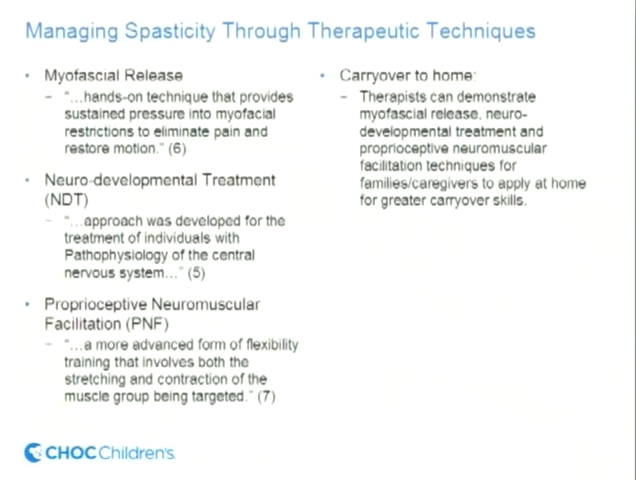 Managing Spasticity Through Therapeutic Techniques
• Myofascial Release
– "…hands-on technique that provides
sustained pressure into myofacial
restrictions to eliminate pain and
restore motion." (6)
• Neuro-developmental Treatment
(NDT)
– "…approach was developed for the
treatment of individuals with
Pathophysiology of the central
nervous system…" (5)
• Proprioceptive Neuromuscular
Facilitation (PNF)
– "…a more advanced form of flexibility
training that involves both the
stretching and contraction of the
muscle group being targeted." (7)
• Carryover to home:
– Therapists can demonstrate
myofascial release, neuro-
developmental treatment and
proprioceptive neuromuscular
facilitation techniques for
families/caregivers to apply at home
for greater carryover skills.
CHOC Children's